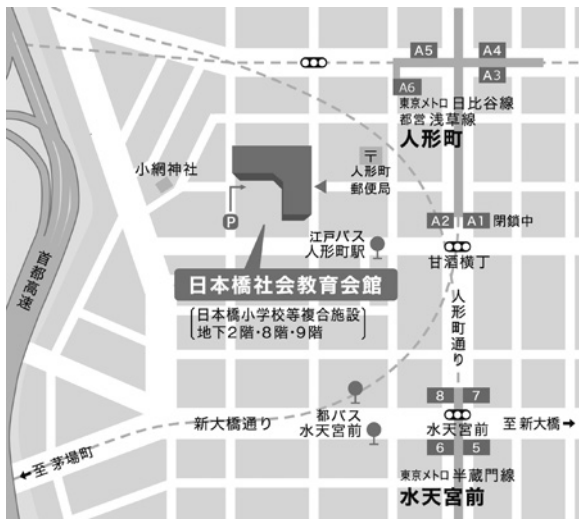 A5
A4
A6
A3
東京メトロ 日比谷線
都営 浅草線
人形町
〒
人形町
郵便局
小網神社
P
A2
A1 閉鎖中
江戸バス
人形町駅
甘酒横丁
首都高速
日本橋社会教育会館
日本橋小学校等複合施設
地下2階・8階・9階
人形町通り
8
7
新大橋通り
都バス
水天宮前
水天宮前
至 新大橋→
6
5
←至 茅場町
東京メトロ 半蔵門線
水天宮前